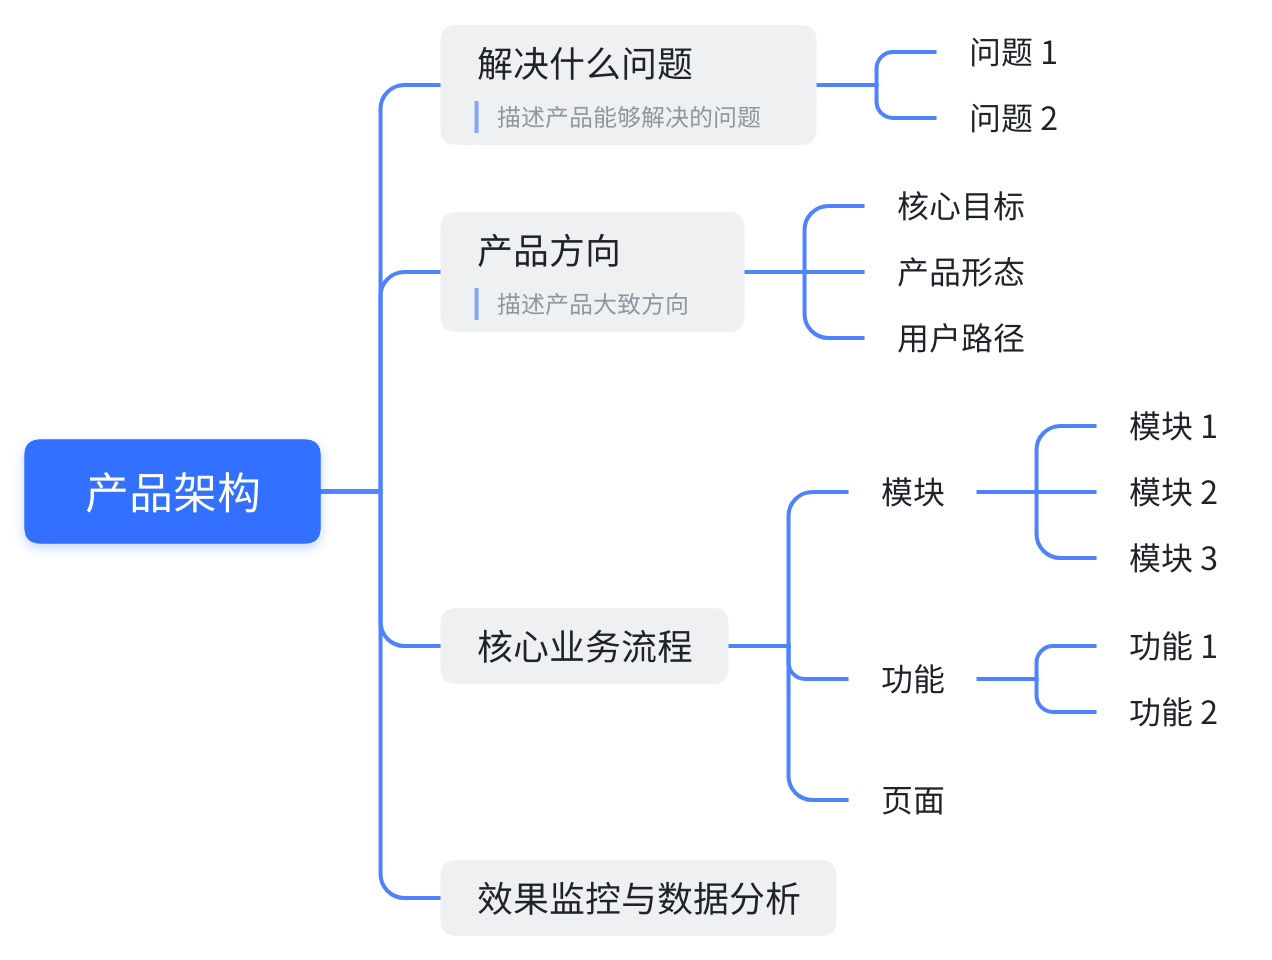 产品架构
解决什么问题
描述产品能够解决的问题
问题 1
问题 2
产品方向
描述产品大致方向
核心目标
产品形态
用户路径
核心业务流程
模块
模块 1
模块 2
模块 3
功能
功能 1
功能 2
页面
效果监控与数据分析